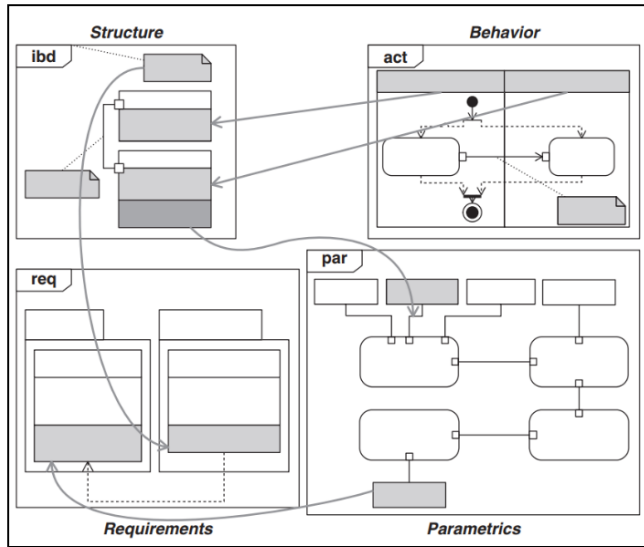 Structure
Behavior
ibd
act
req
par
Requirements
Parametrics